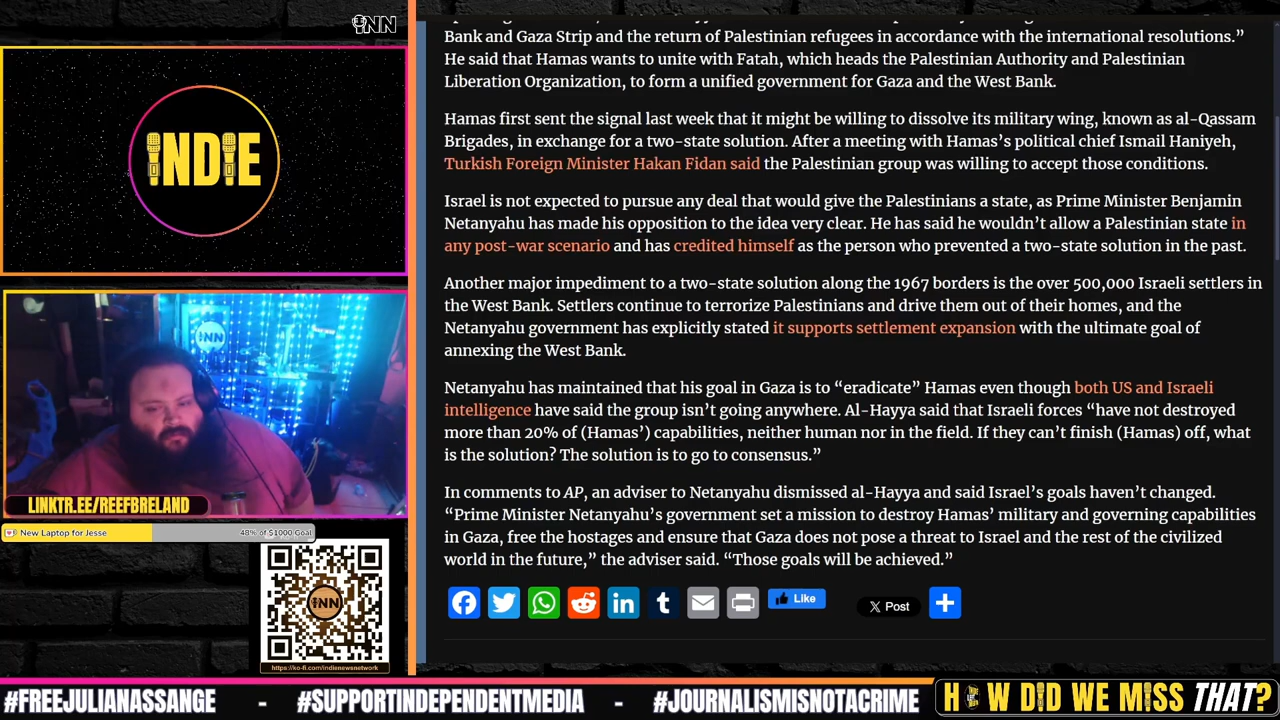 INN
INDIE
INN
LINKTR.EE/REEFBRELAND
New Laptop for Jesse
48% of $1000 Goal
INN
https://ko-fi.com/indienewsnetwork
Bank and Gaza Strip and the return of Palestinian refugees in accordance with the international resolutions.”
He said that Hamas wants to unite with Fatah, which heads the Palestinian Authority and Palestinian
Liberation Organization, to form a unified government for Gaza and the West Bank.
Hamas first sent the signal last week that it might be willing to dissolve its military wing, known as al-Qassam
Brigades, in exchange for a two-state solution. After a meeting with Hamas’s political chief Ismail Haniyeh,
Turkish Foreign Minister Hakan Fidan said the Palestinian group was willing to accept those conditions.
Israel is not expected to pursue any deal that would give the Palestinians a state, as Prime Minister Benjamin
Netanyahu has made his opposition to the idea very clear. He has said he wouldn’t allow a Palestinian state in
any post-war scenario and has credited himself as the person who prevented a two-state solution in the past.
Another major impediment to a two-state solution along the 1967 borders is the over 500,000 Israeli settlers in
the West Bank. Settlers continue to terrorize Palestinians and drive them out of their homes, and the
Netanyahu government has explicitly stated it supports settlement expansion with the ultimate goal of
annexing the West Bank.
Netanyahu has maintained that his goal in Gaza is to “eradicate” Hamas even though both US and Israeli
intelligence have said the group isn’t going anywhere. Al-Hayya said that Israeli forces “have not destroyed
more than 20% of (Hamas’) capabilities, neither human nor in the field. If they can’t finish (Hamas) off, what
is the solution? The solution is to go to consensus.”
In comments to AP, an adviser to Netanyahu dismissed al-Hayya and said Israel’s goals haven’t changed.
“Prime Minister Netanyahu’s government set a mission to destroy Hamas’ military and governing capabilities
in Gaza, free the hostages and ensure that Gaza does not pose a threat to Israel and the rest of the civilized
world in the future,” the adviser said. “Those goals will be achieved.”
Like
X Post
#FREEJULIANASSANGE - #SUPPORTINDEPENDENTMEDIA - #JOURNALISMISNOTACRIME
HOW DID WE MISS THAT?